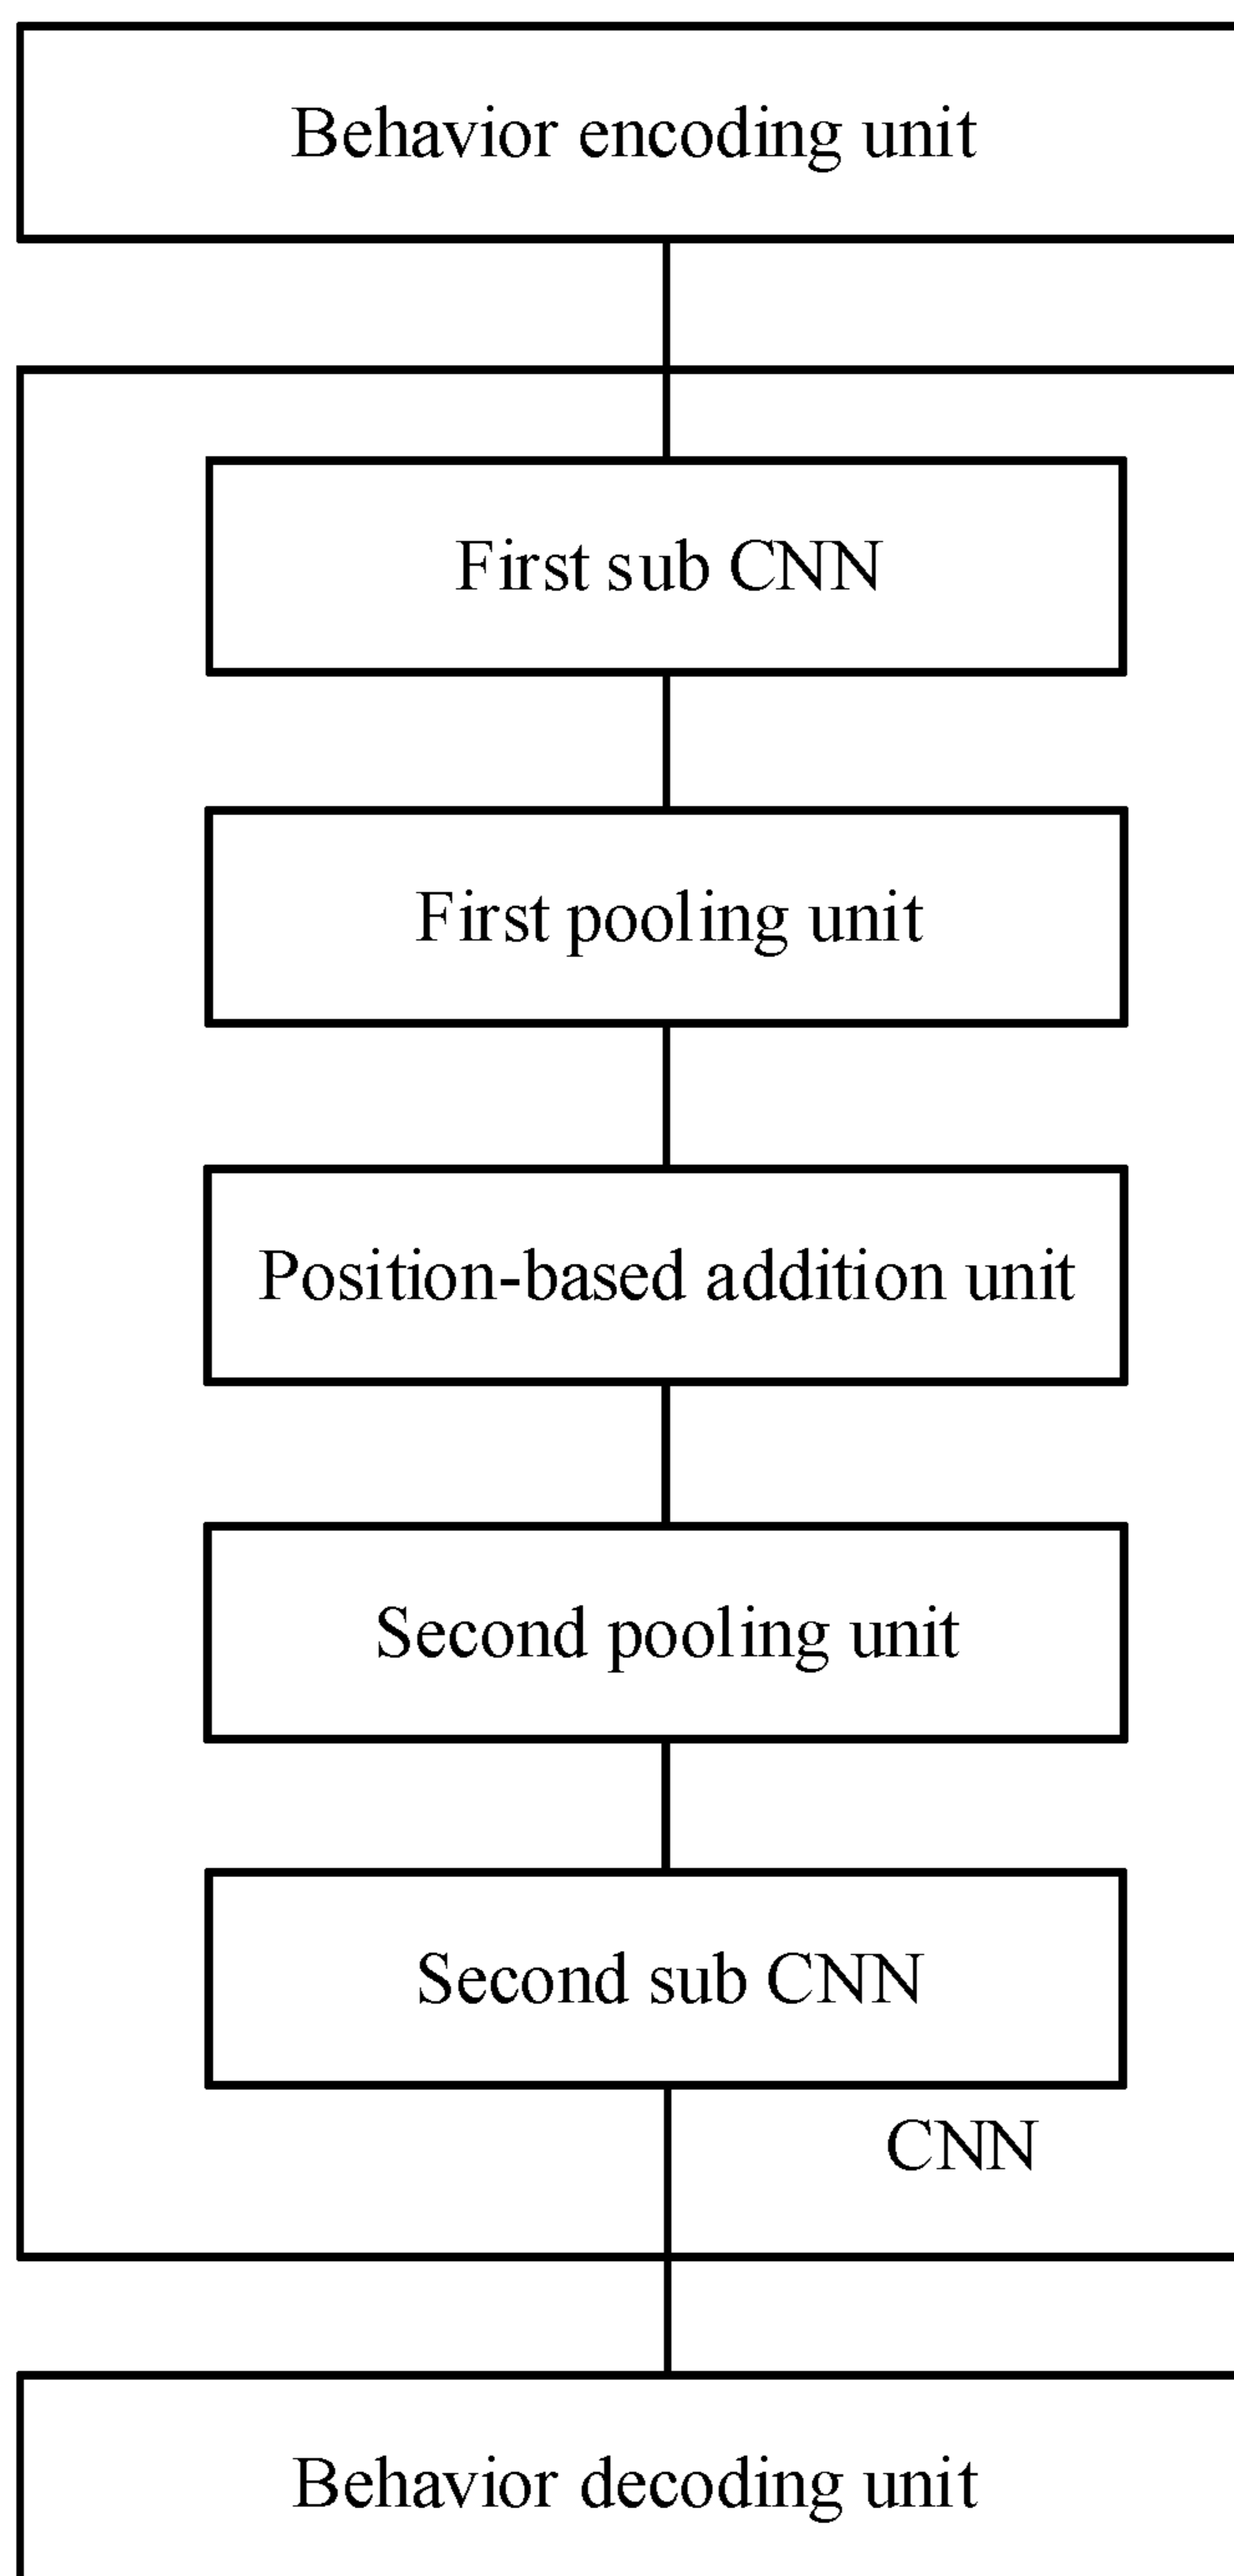 Behavior encoding unit
First sub CNN
First pooling unit
Position-based addition unit
Second pooling unit
Second sub CNN
CNN
Behavior decoding unit